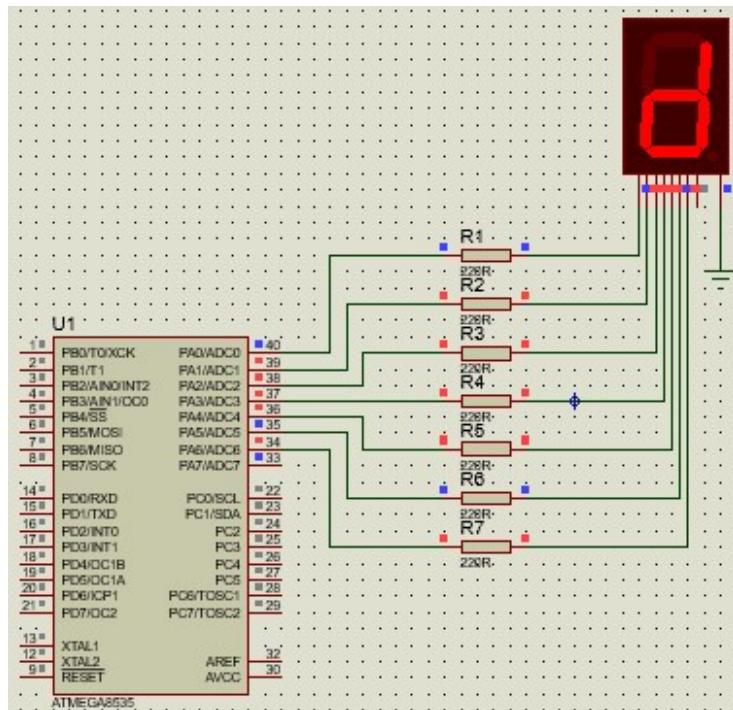 R1
220R
R2
220R
R3
220R
R4
220R
R5
220R
R6
220R
R7
220R
U1
1 PB0/T0/XCK PA0/ADC0 40
2 PB1/T1 PA1/ADC1 39
3 PB2/AIN0/INT2 PA2/ADC2 38
4 PB3/AIN1/OC0 PA3/ADC3 37
5 PB4/SS PA4/ADC4 36
6 PB5/MOSI PA5/ADC5 35
7 PB6/MISO PA6/ADC6 34
8 PB7/SCK PA7/ADC7 33
14 PD0/RXD PC0/SCL 22
15 PD1/TXD PC1/SDA 23
16 PD2/INT0 PC2 24
17 PD3/INT1 PC3 25
18 PD4/OC1B PC4 26
19 PD5/OC1A PC5 27
20 PD6/ICP1 PC6/TOSC1 28
21 PD7/OC2 PC7/TOSC2 29
13 XTAL1
12 XTAL2 AREF 32
9 RESET AVCC 30
ATMEGA8535
d